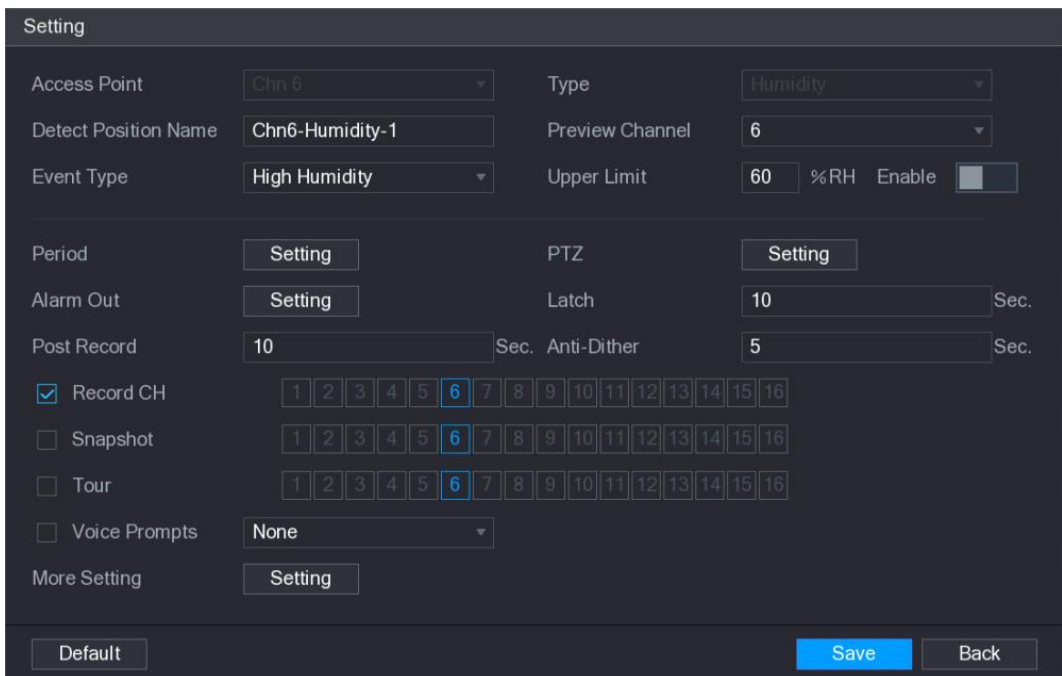 Setting
Access Point Chn 6 Type Humidity
Detect Position Name Chn6-Humidity-1 Preview Channel 6
Event Type High Humidity Upper Limit 60 %RH Enable
Period Setting PTZ Setting
Alarm Out Setting Latch 10 Sec.
Post Record 10 Sec. Anti-Dither 5 Sec.
Record CH 1 2 3 4 5 6 7 8 9 10 11 12 13 14 15 16
Snapshot 1 2 3 4 5 6 7 8 9 10 11 12 13 14 15 16
Tour 1 2 3 4 5 6 7 8 9 10 11 12 13 14 15 16
Voice Prompts None
More Setting Setting
Default Save Back